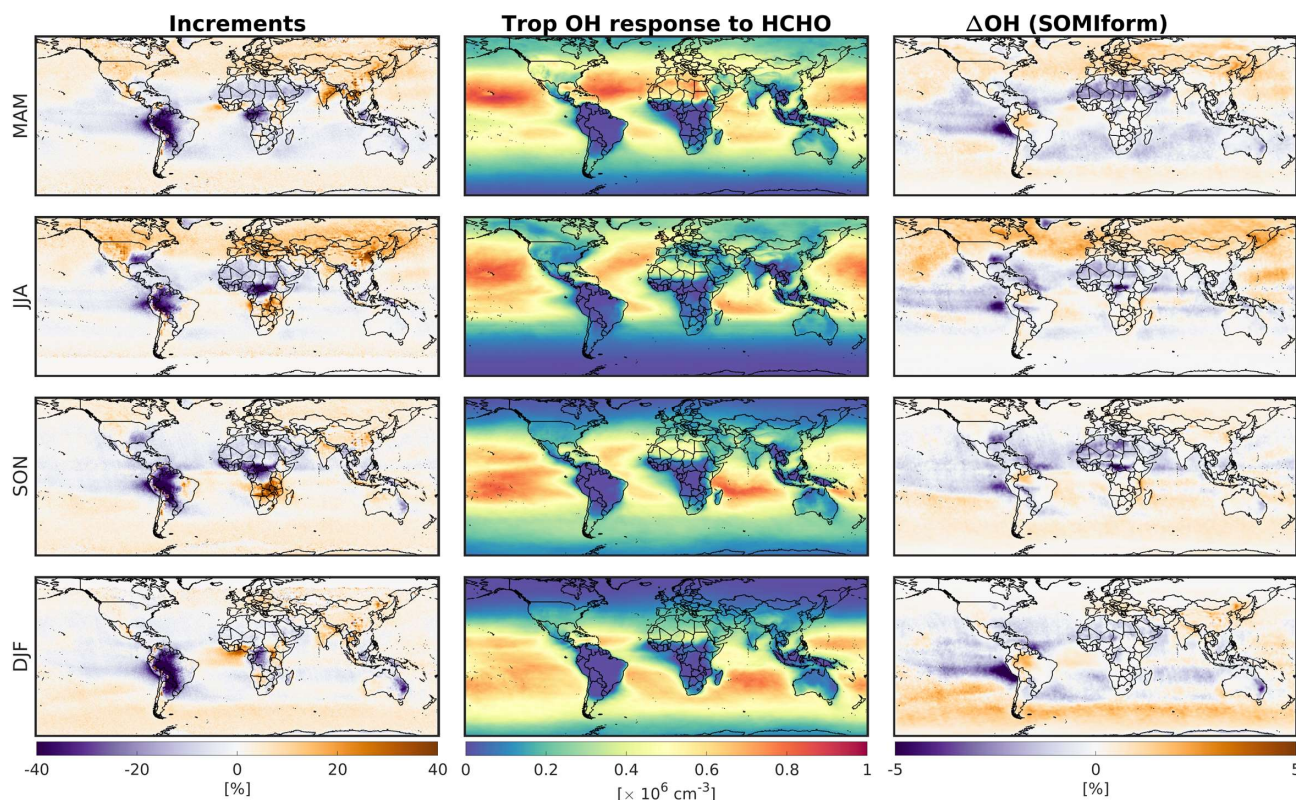 Increments Trop OH response to HCHO ΔOH (SOMIform)
MAM
JJA
SON
DJF
-40 -20 0 20 40 0 0.2 0.4 0.6 0.8 1 -5 0 5
[%] [× 10⁶ cm⁻³] [%]